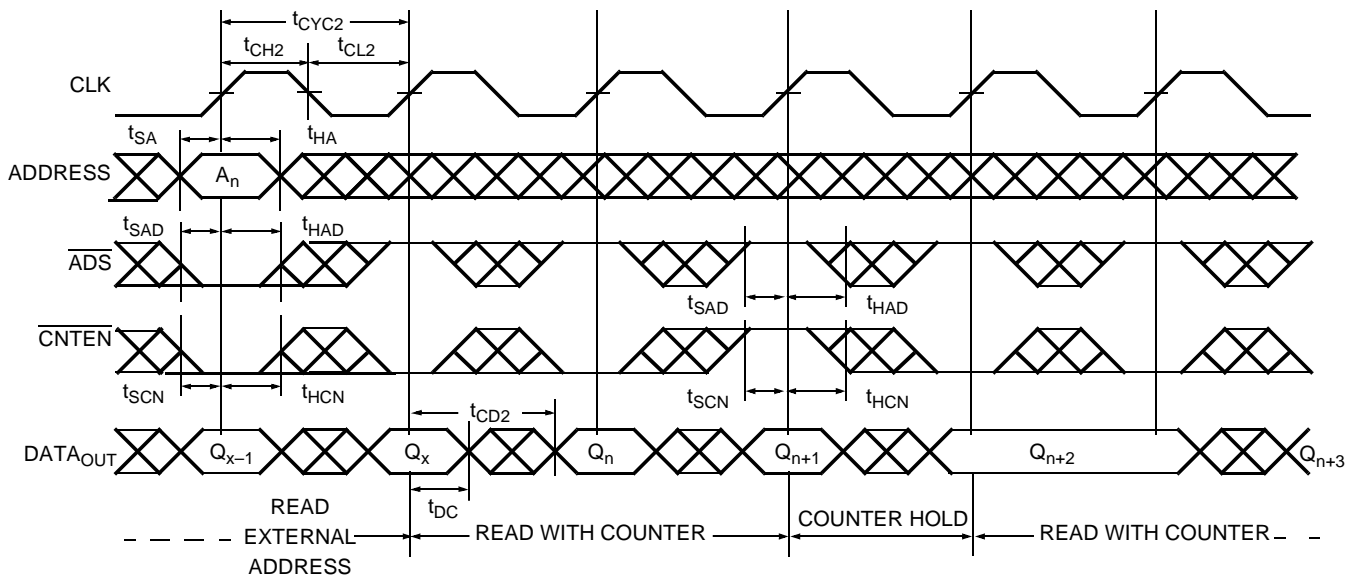 tCYC2
tCH2 tCL2
CLK
tSA tHA
ADDRESS An
tSAD tHAD
ADS
tSAD tHAD
CNTEN
tSCN tHCN tSCN tHCN
tCD2
DATAOUT Qx–1 Qx Qn Qn+1 Qn+2 Qn+3
tDC
READ
EXTERNAL
ADDRESS
READ WITH COUNTER COUNTER HOLD READ WITH COUNTER